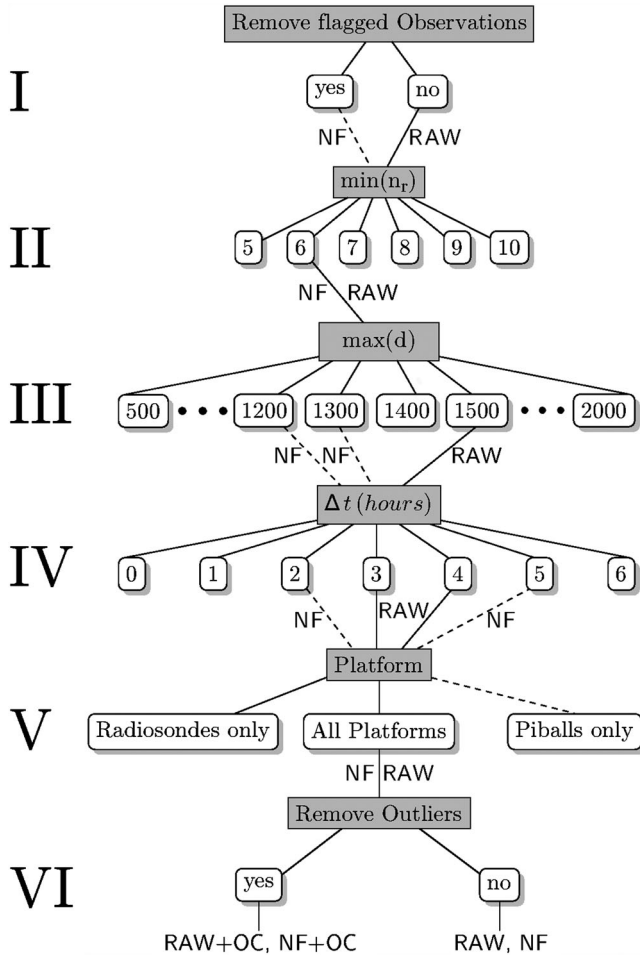 Remove flagged Observations
I
yes no
NF RAW
min(nᵣ)
II
5 6 7 8 9 10
NF RAW
max(d)
III
500 ••• 1200 1300 1400 1500 ••• 2000
NF NF RAW
Δt (hours)
IV
0 1 2 3 4 5 6
NF RAW NF
Platform
V
Radiosondes only All Platforms Piballs only
NF RAW
Remove Outliers
VI
yes no
RAW+OC, NF+OC RAW, NF